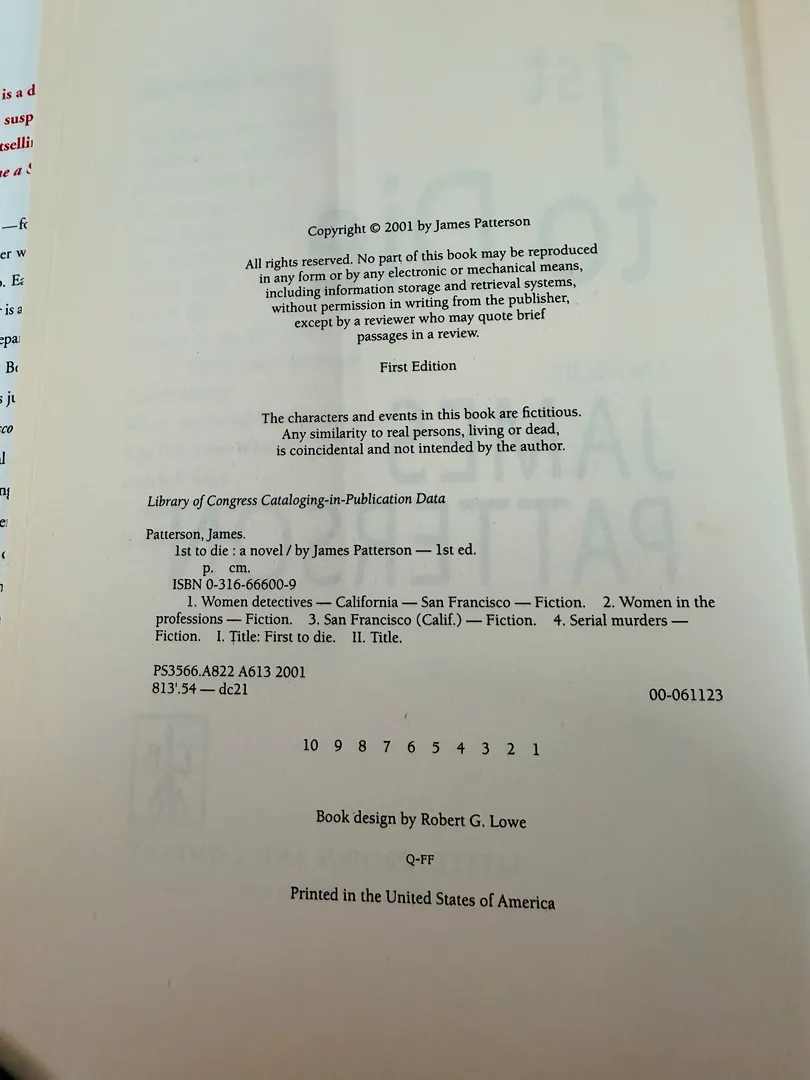 is a d
susp
— fo
er w
is a
Copyright © 2001 by James Patterson
All rights reserved. No part of this book may be reproduced
in any form or by any electronic or mechanical means,
including information storage and retrieval systems,
without permission in writing from the publisher,
except by a reviewer who may quote brief
passages in a review.
First Edition
The characters and events in this book are fictitious.
Any similarity to real persons, living or dead,
is coincidental and not intended by the author.
Library of Congress Cataloging-in-Publication Data
Patterson, James.
1st to die : a novel / by James Patterson — 1st ed.
p. cm.
ISBN 0-316-66600-9
1. Women detectives — California — San Francisco — Fiction. 2. Women in the
professions — Fiction. 3. San Francisco (Calif.) — Fiction. 4. Serial murders —
Fiction. I. Title: First to die. II. Title.
PS3566.A822 A613 2001
813'.54 — dc21
00-061123
10 9 8 7 6 5 4 3 2 1
Book design by Robert G. Lowe
Q-FF
Printed in the United States of America